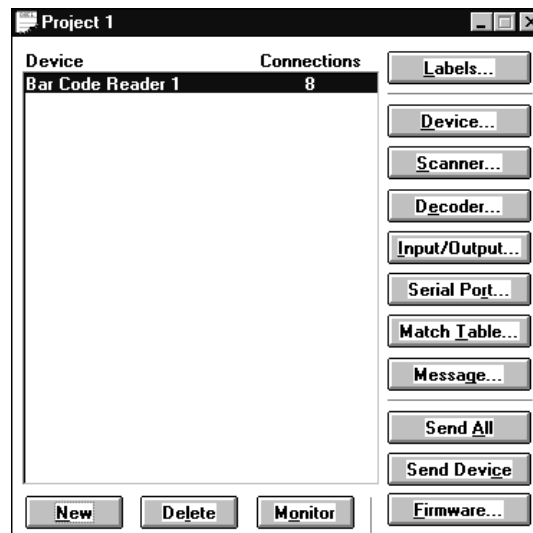 Project 1
Device Connections
Bar Code Reader 1 8
Labels...
Device...
Scanner...
Decoder...
Input/Output...
Serial Port...
Match Table...
Message...
Send All
Send Device
New Delete Monitor Firmware...